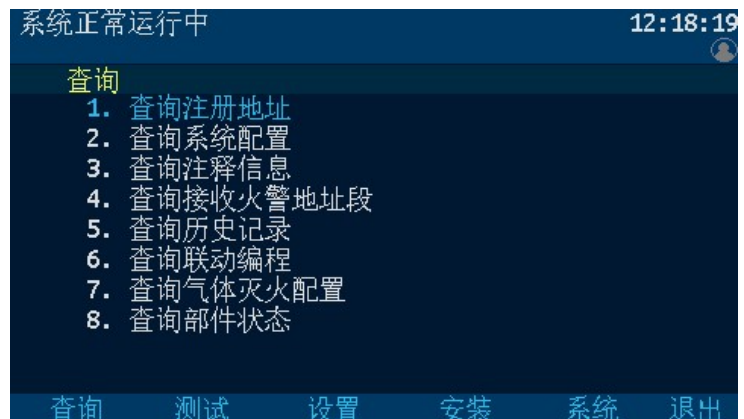 系统正常运行中 12:18:19
查询
1. 查询注册地址
2. 查询系统配置
3. 查询注释信息
4. 查询接收火警地址段
5. 查询历史记录
6. 查询联动编程
7. 查询气体灭火配置
8. 查询部件状态
查询 测试 设置 安装 系统 退出